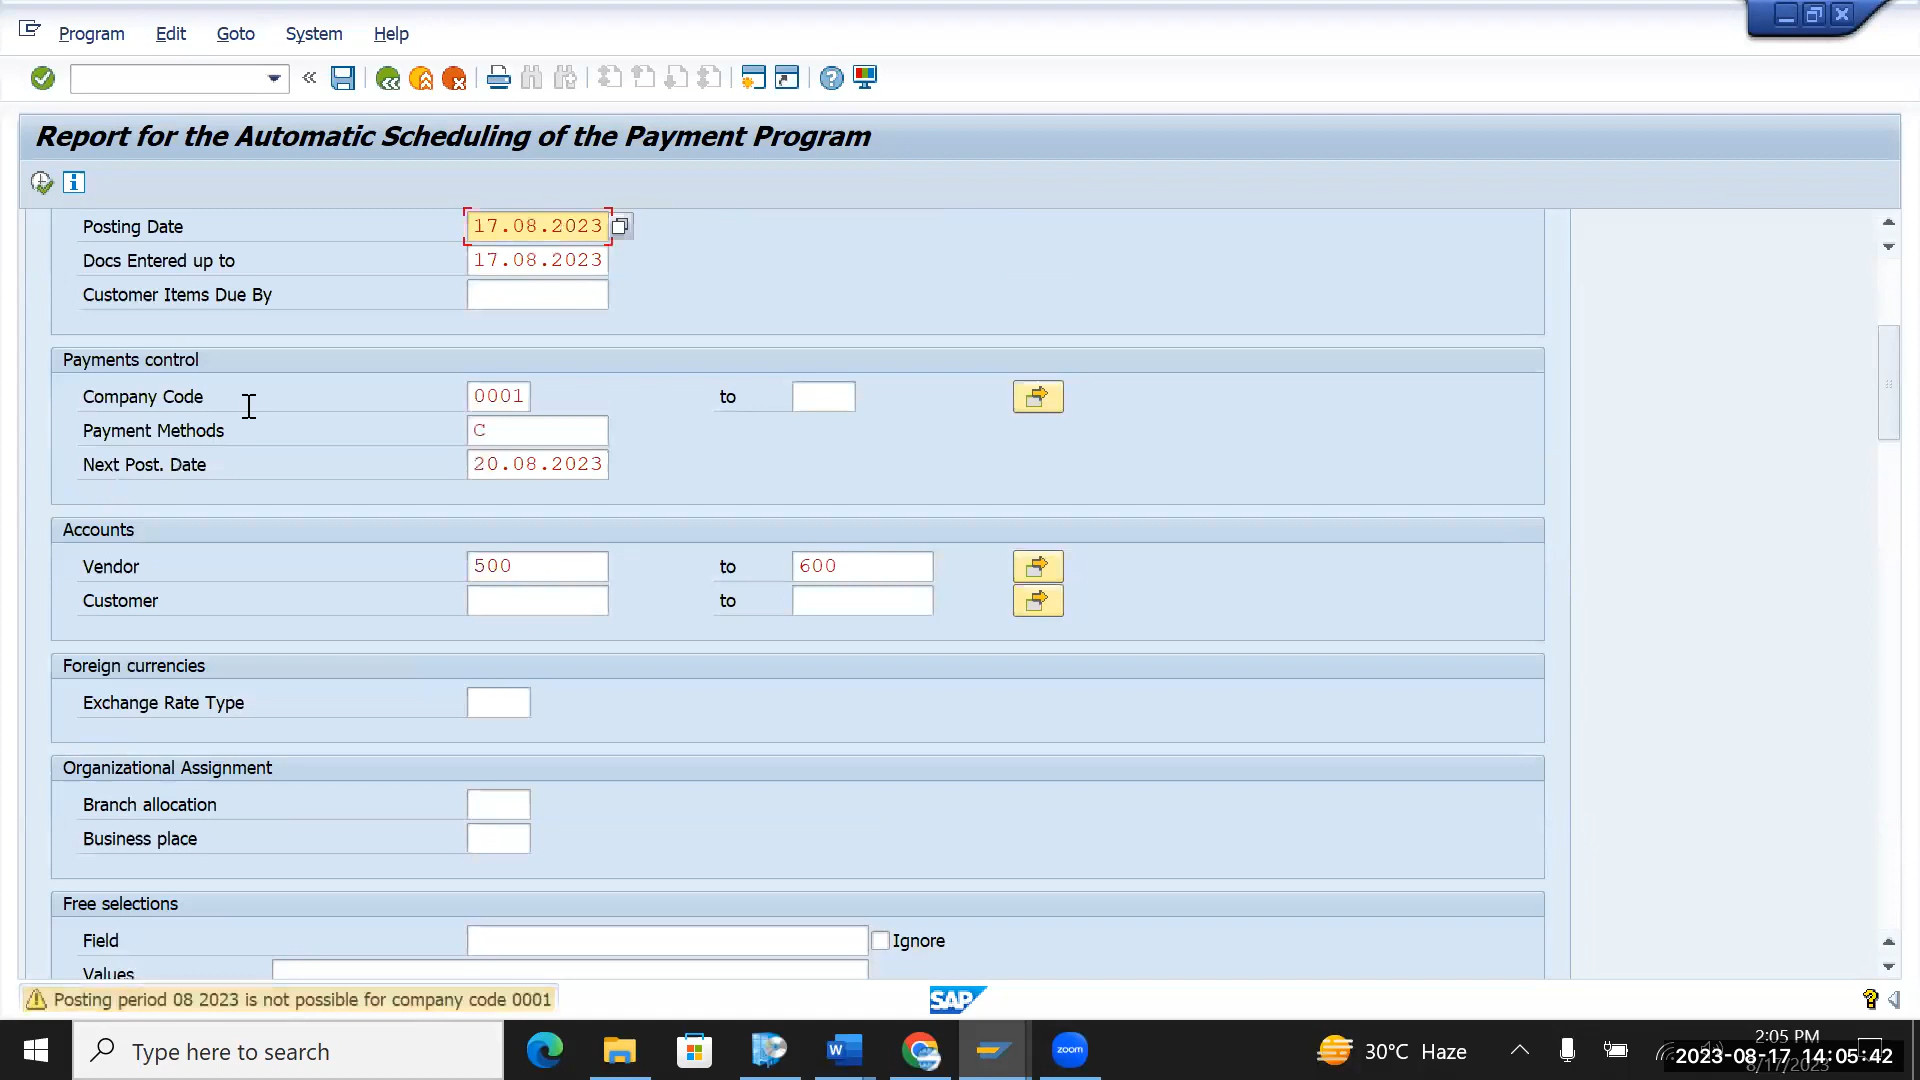 Program Edit Goto System Help
Report for the Automatic Scheduling of the Payment Program
Posting Date 17.08.2023
Docs Entered up to 17.08.2023
Customer Items Due By
Payments control
Company Code 0001 to
Payment Methods C
Next Post. Date 20.08.2023
Accounts
Vendor 500 to 600
Customer to
Foreign currencies
Exchange Rate Type
Organizational Assignment
Branch allocation
Business place
Free selections
Field Ignore
Values
Posting period 08 2023 is not possible for company code 0001
SAP
Type here to search
W
zoom
30°C Haze
2:05 PM
2023-08-17 14:05:42
8/17/2023